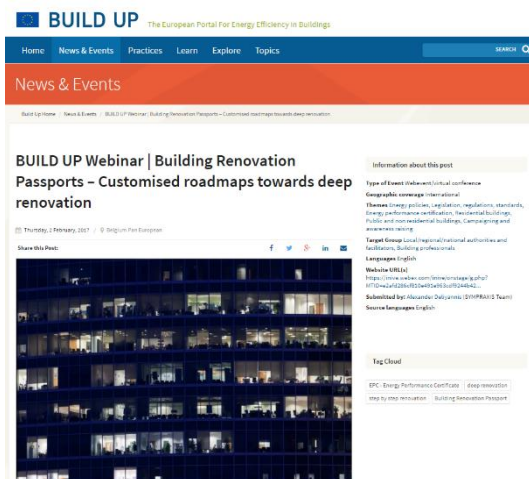 BUILD UP The European Portal For Energy Efficiency in Buildings
Home News & Events Practices Learn Explore Topics SEARCH
News & Events
Build Up Home / News & Events / BUILD UP Webinar | Building Renovation Passports – Customised roadmaps towards deep renovation
BUILD UP Webinar | Building Renovation
Passports – Customised roadmaps towards deep
renovation
Thursday, 2 February, 2017 / Belgium Pan European
Share this Post:
Information about this post
Type of Event Webevent/virtual conference
Geographic coverage International
Themes Energy policies, Legislation, regulations, standards,
Energy performance certification, Residential buildings,
Public and non residential buildings, Campaigning and
awareness raising
Target Group Local/regional/national authorities and
facilitators, Building professionals
Languages English
Website URL(s)
Submitted by: Alexander Deliyannis (SYMPRAXIS Team)
Source languages English
Tag Cloud
EPC - Energy Performance Certificate deep renovation
step by step renovation Building Renovation Passport